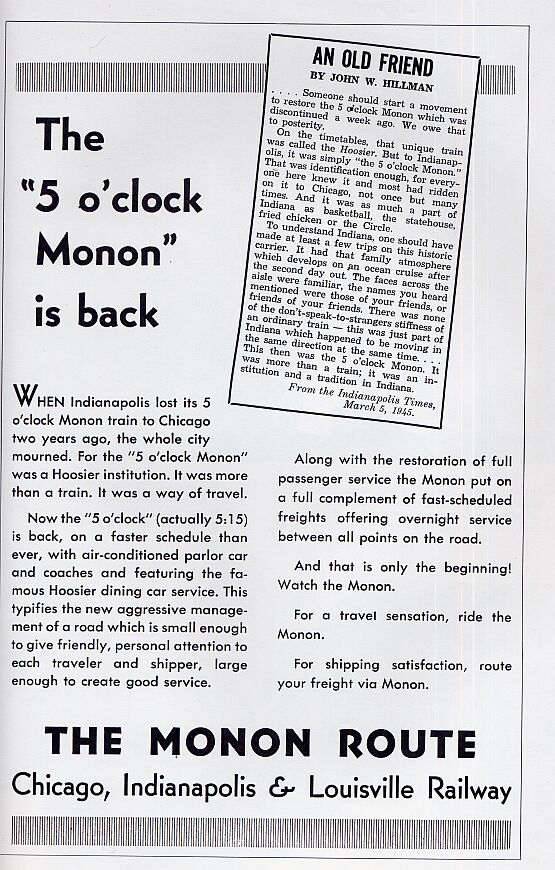 The
"5 o'clock
Monon"
is back
AN OLD FRIEND
BY JOHN W. HILLMAN
. . . . Someone should start a movement
to restore the 5 o'clock Monon which was
discontinued a week ago. We owe that
to posterity.
On the timetables, that unique train
was called the Hoosier. But to Indianap-
olis, it was simply "the 5 o'clock Monon."
That was identification enough, for every-
one here knew it and most had ridden
on it to Chicago, not once but many
times. And it was as much a part of
Indiana as basketball, the statehouse,
fried chicken or the Circle.
To understand Indiana, one should have
made at least a few trips on this historic
carrier. It had that family atmosphere
which develops on an ocean cruise after
the second day out. The faces across the
aisle were familiar, the names you heard
mentioned were those of your friends, or
friends of your friends. There was none
of the don't-speak-to-strangers stiffness of
an ordinary train — this was just part of
Indiana which happened to be moving in
the same direction at the same time. . . .
This then was the 5 o'clock Monon. It
was more than a train; it was an in-
stitution and a tradition in Indiana.
From the Indianapolis Times,
March 5, 1945.
WHEN Indianapolis lost its 5
o'clock Monon train to Chicago
two years ago, the whole city
mourned. For the "5 o'clock Monon"
was a Hoosier institution. It was more
than a train. It was a way of travel.
Now the "5 o'clock" (actually 5:15)
is back, on a faster schedule than
ever, with air-conditioned parlor car
and coaches and featuring the fa-
mous Hoosier dining car service. This
typifies the new aggressive manage-
ment of a road which is small enough
to give friendly, personal attention to
each traveler and shipper, large
enough to create good service.
Along with the restoration of full
passenger service the Monon put on
a full complement of fast-scheduled
freights offering overnight service
between all points on the road.
And that is only the beginning!
Watch the Monon.
For a travel sensation, ride the
Monon.
For shipping satisfaction, route
your freight via Monon.
THE MONON ROUTE
Chicago, Indianapolis & Louisville Railway